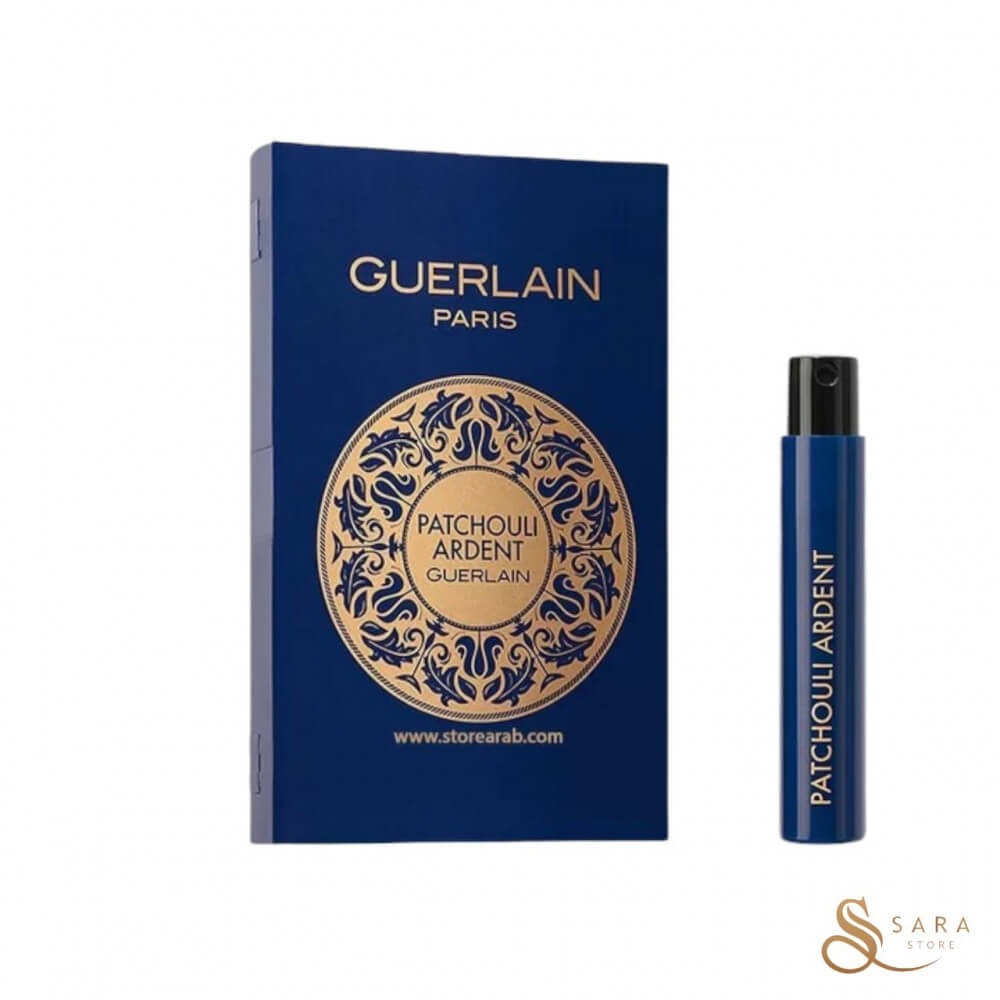 GUERLAIN
PARIS
PATCHOULI
ARDENT
GUERLAIN
www.storearab.com
PATCHOULI ARDENT
SARA
STORE